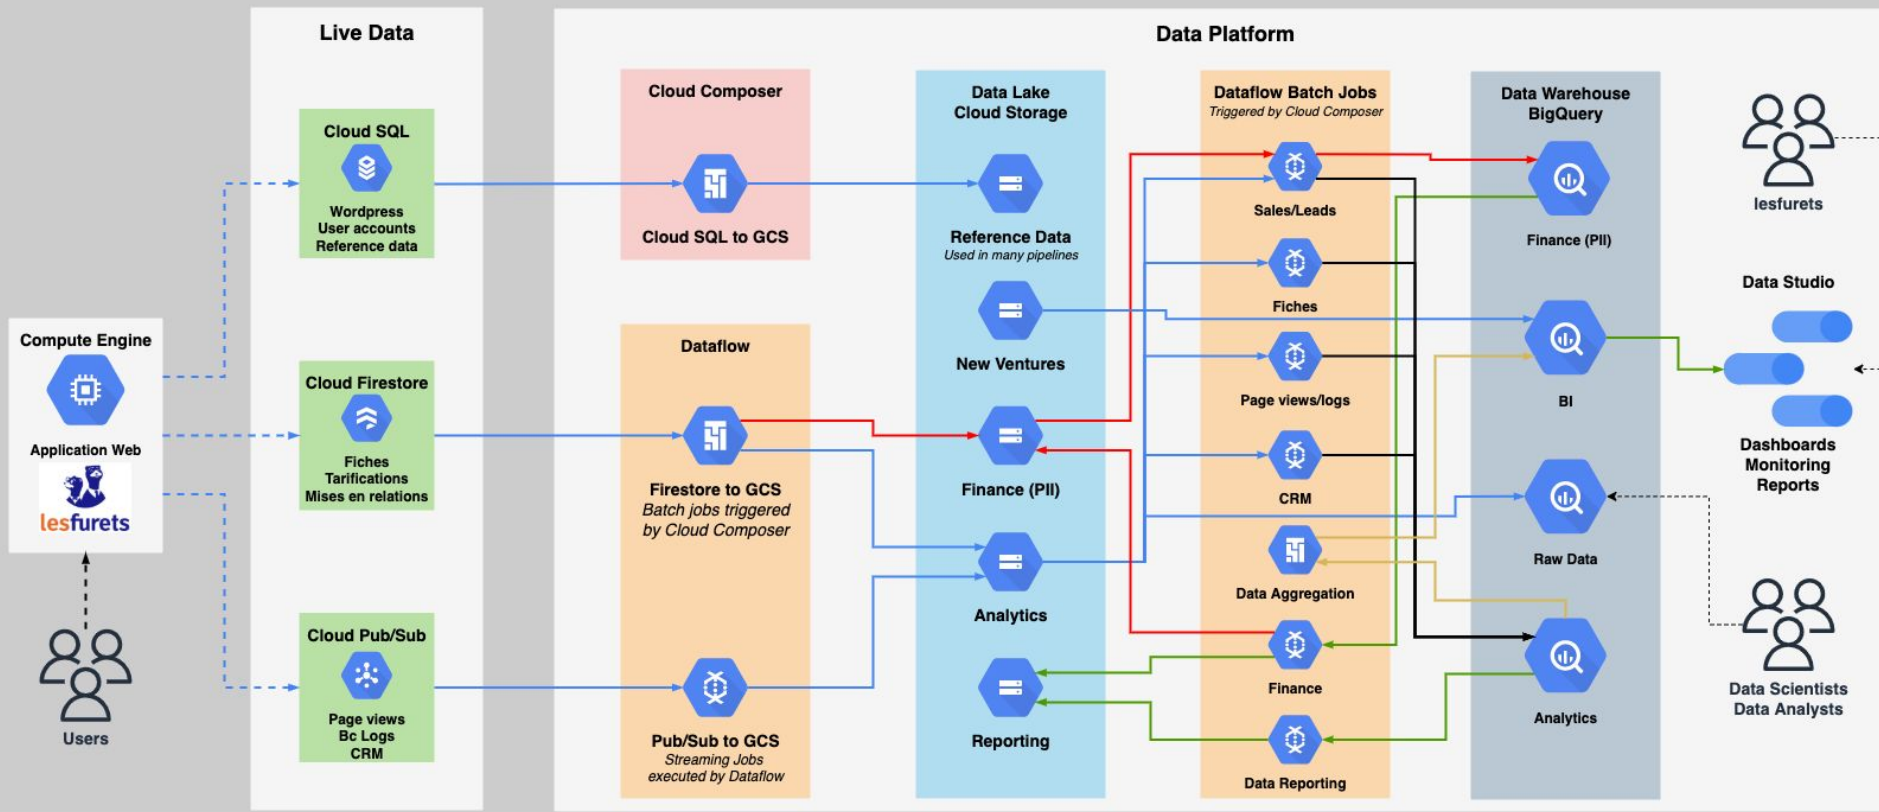 Live Data
Data Platform
Compute Engine
Application Web
lesfurets
Users
Cloud SQL
Wordpress
User accounts
Reference data
Cloud Firestore
Fiches
Tarifications
Mises en relations
Cloud Pub/Sub
Page views
Bc Logs
CRM
Cloud Composer
Cloud SQL to GCS
Dataflow
Firestore to GCS
Batch jobs triggered
by Cloud Composer
Pub/Sub to GCS
Streaming Jobs
executed by Dataflow
Data Lake
Cloud Storage
Reference Data
Used in many pipelines
New Ventures
Finance (PII)
Analytics
Reporting
Dataflow Batch Jobs
Triggered by Cloud Composer
Sales/Leads
Fiches
Page views/logs
CRM
Data Aggregation
Finance
Data Reporting
Data Warehouse
BigQuery
Finance (PII)
BI
Raw Data
Analytics
lesfurets
Data Studio
Dashboards
Monitoring
Reports
Data Scientists
Data Analysts